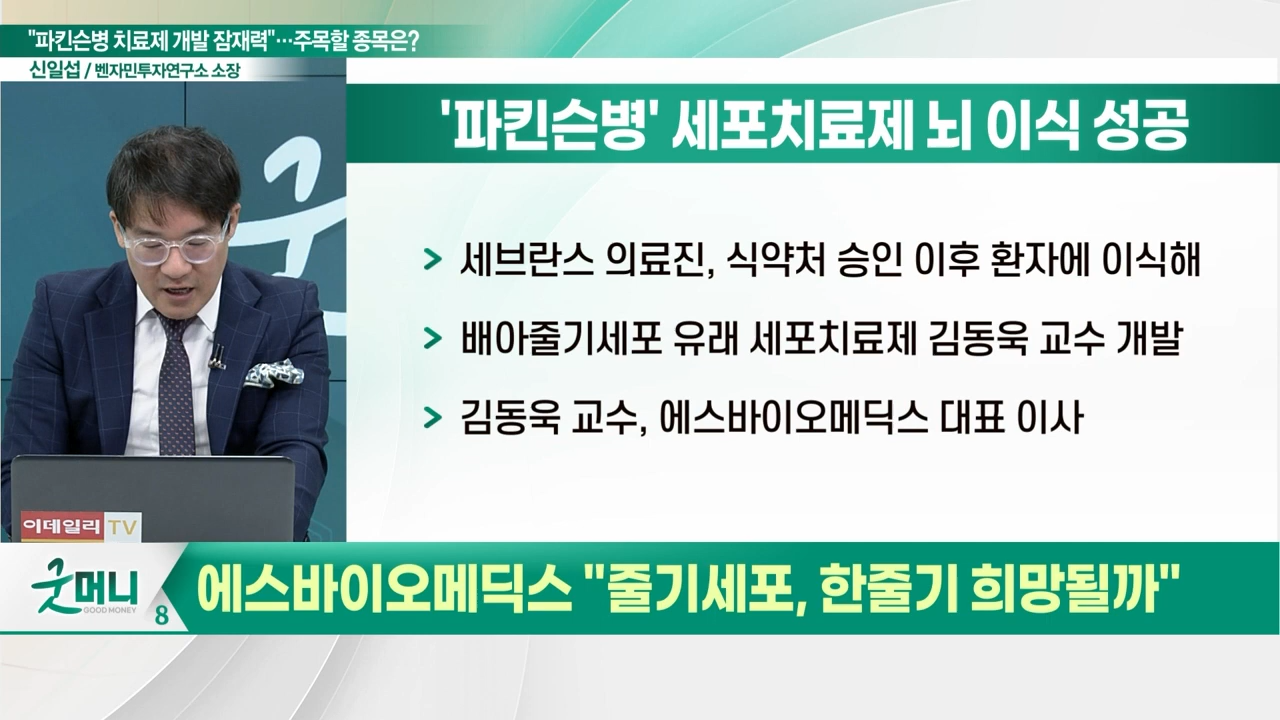 "파킨슨병 치료제 개발 잠재력"…주목할 종목은?
신일섭 / 벤자민투자연구소 소장
'파킨슨병' 세포치료제 뇌 이식 성공
> 세브란스 의료진, 식약처 승인 이후 환자에 이식해
> 배아줄기세포 유래 세포치료제 김동욱 교수 개발
> 김동욱 교수, 에스바이오메딕스 대표 이사
이데일리 TV
굿머니
GOOD MONEY
8
에스바이오메딕스 "줄기세포, 한줄기 희망될까"